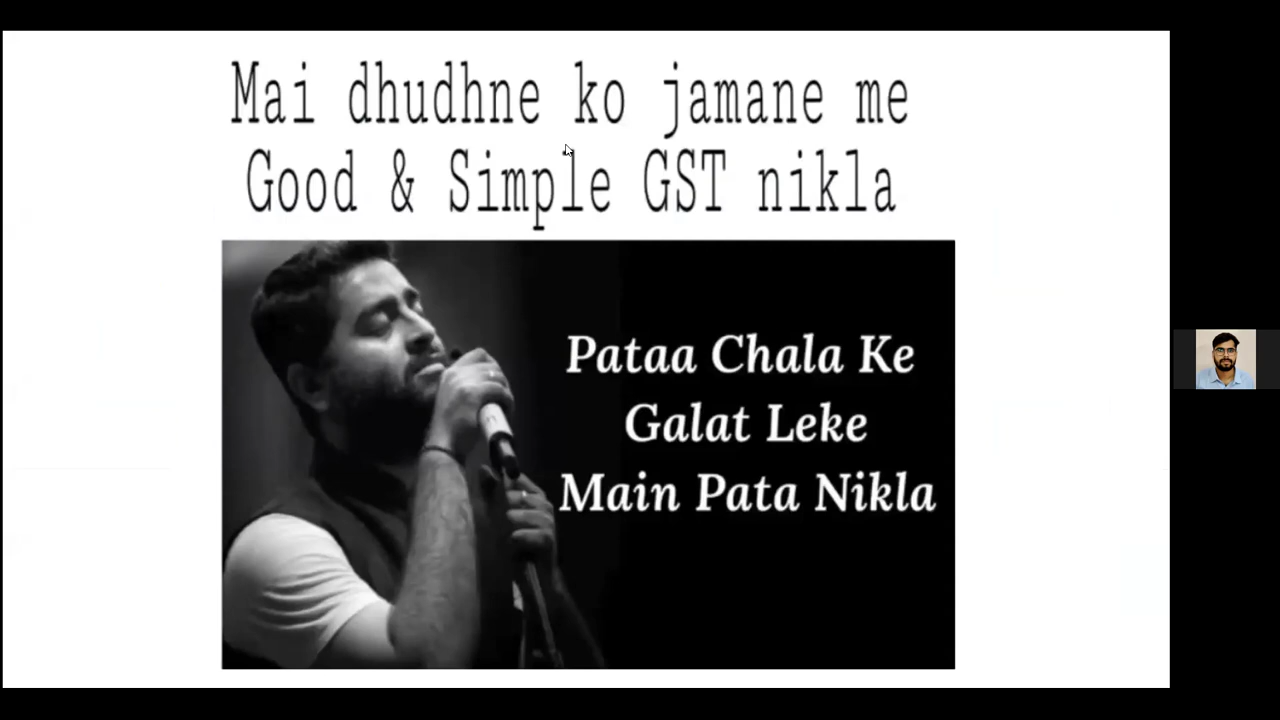 Mai dhudhne ko jamane me
Good & Simple GST nikla
Pataa Chala Ke
Galat Leke
Main Pata Nikla